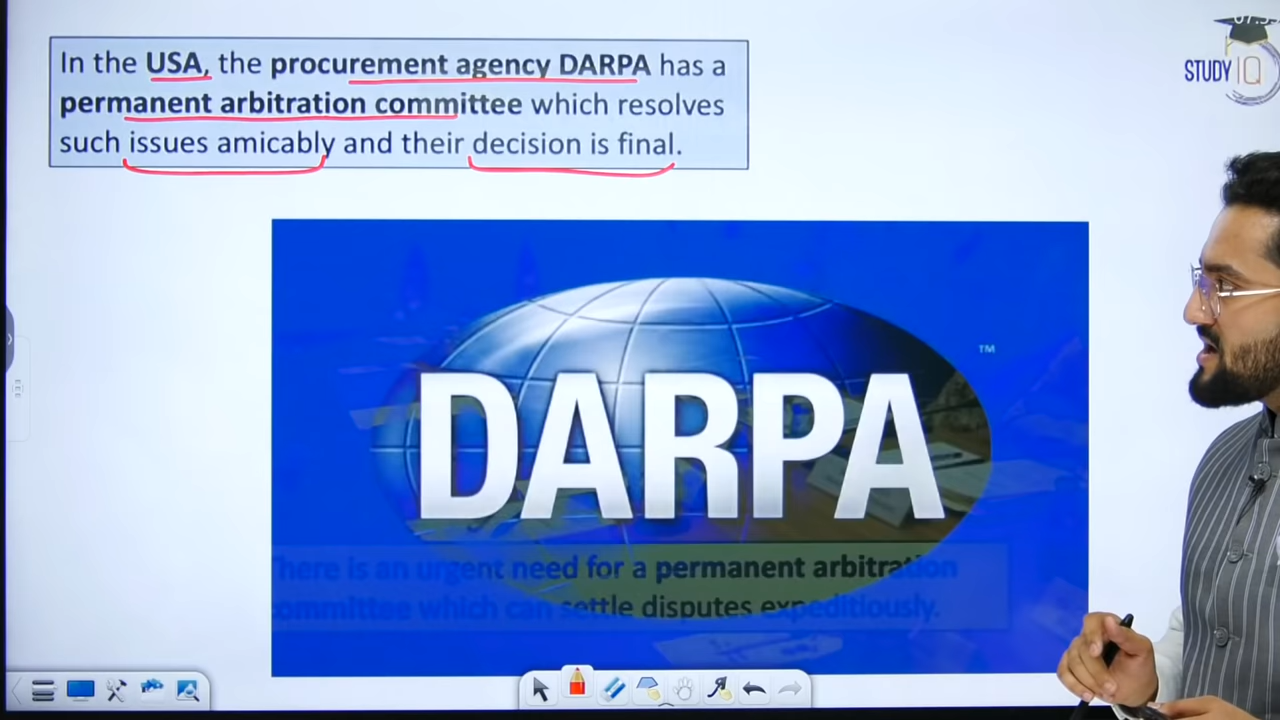 07:55
In the USA, the procurement agency DARPA has a
STUDY IQ
permanent arbitration committee which resolves
such issues amicably and their decision is final.
TM
DARPA
There is an urgent need for a permanent arbitration
committee which can settle disputes expeditiously.